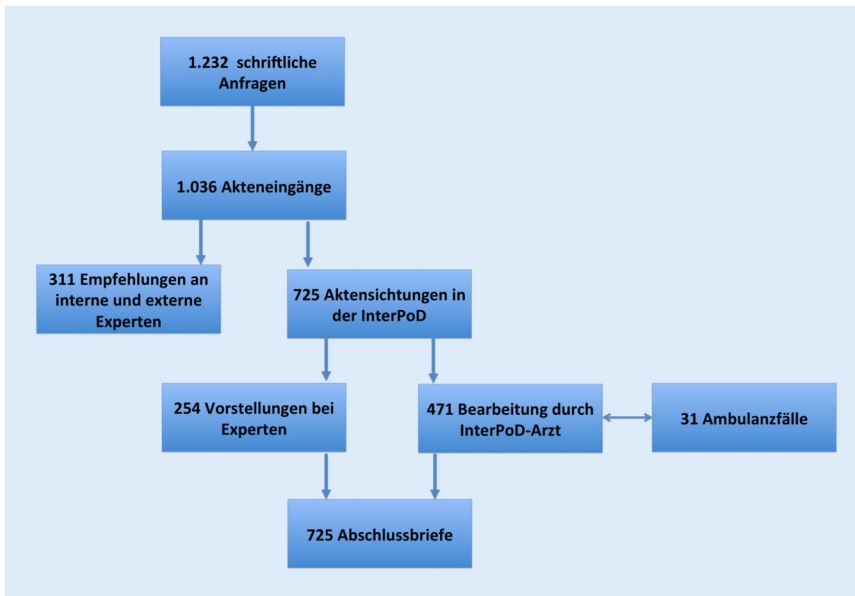 1.232 schriftliche
Anfragen
1.036 Akteneingänge
311 Empfehlungen an
interne und externe
Experten
725 Aktensichtungen in
der InterPoD
254 Vorstellungen bei
Experten
471 Bearbeitung durch
InterPoD-Arzt
31 Ambulanzfälle
725 Abschlussbriefe